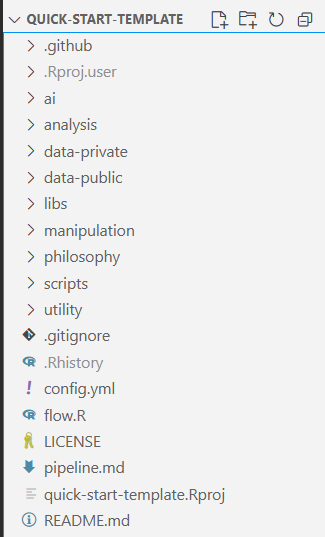 QUICK-START-TEMPLATE
.github
.Rproj.user
ai
analysis
data-private
data-public
libs
manipulation
philosophy
scripts
utility
.gitignore
.Rhistory
config.yml
flow.R
LICENSE
pipeline.md
quick-start-template.Rproj
README.md